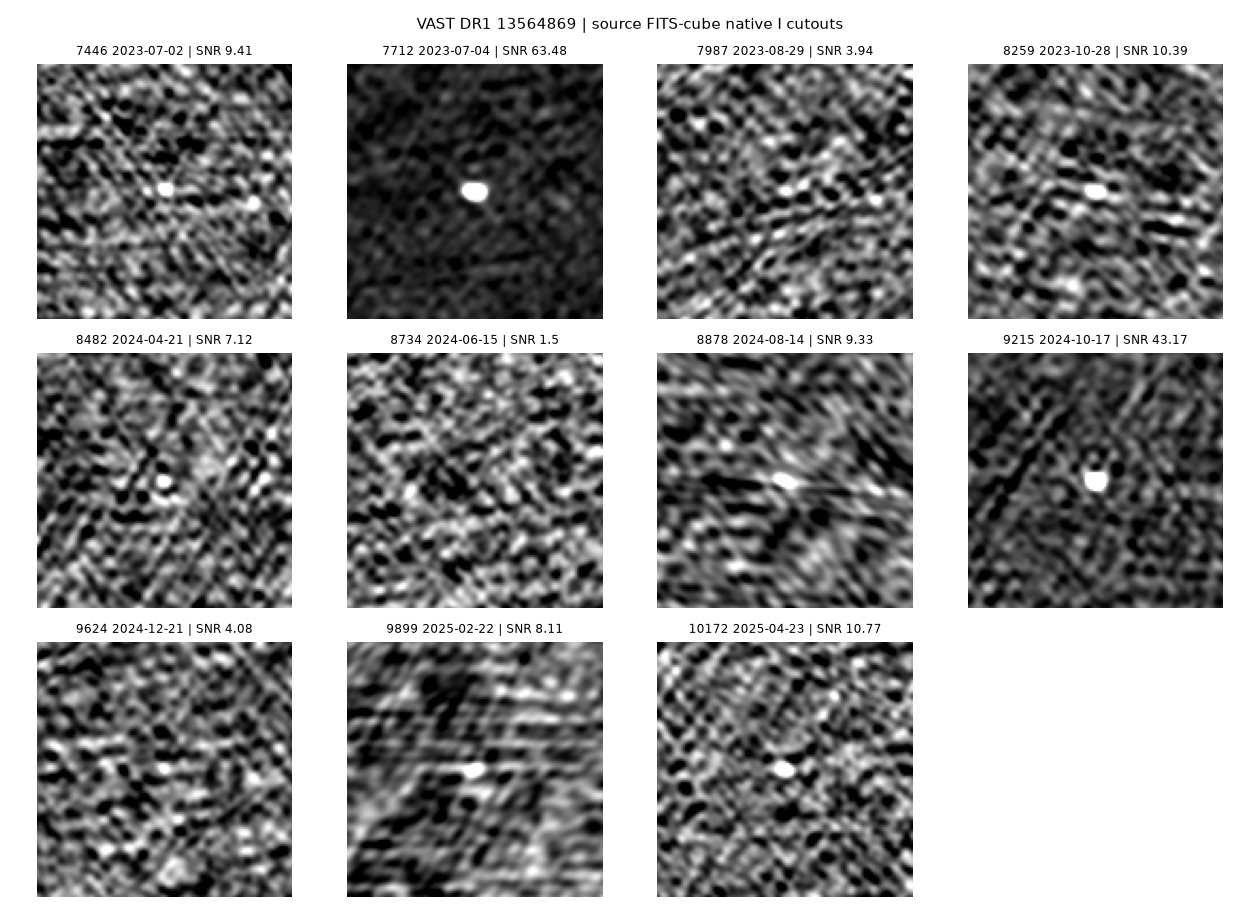 VAST DR1 13564869 | source FITS-cube native I cutouts
7446 2023-07-02 | SNR 9.41
7712 2023-07-04 | SNR 63.48
7987 2023-08-29 | SNR 3.94
8259 2023-10-28 | SNR 10.39
8482 2024-04-21 | SNR 7.12
8734 2024-06-15 | SNR 1.5
8878 2024-08-14 | SNR 9.33
9215 2024-10-17 | SNR 43.17
9624 2024-12-21 | SNR 4.08
9899 2025-02-22 | SNR 8.11
10172 2025-04-23 | SNR 10.77